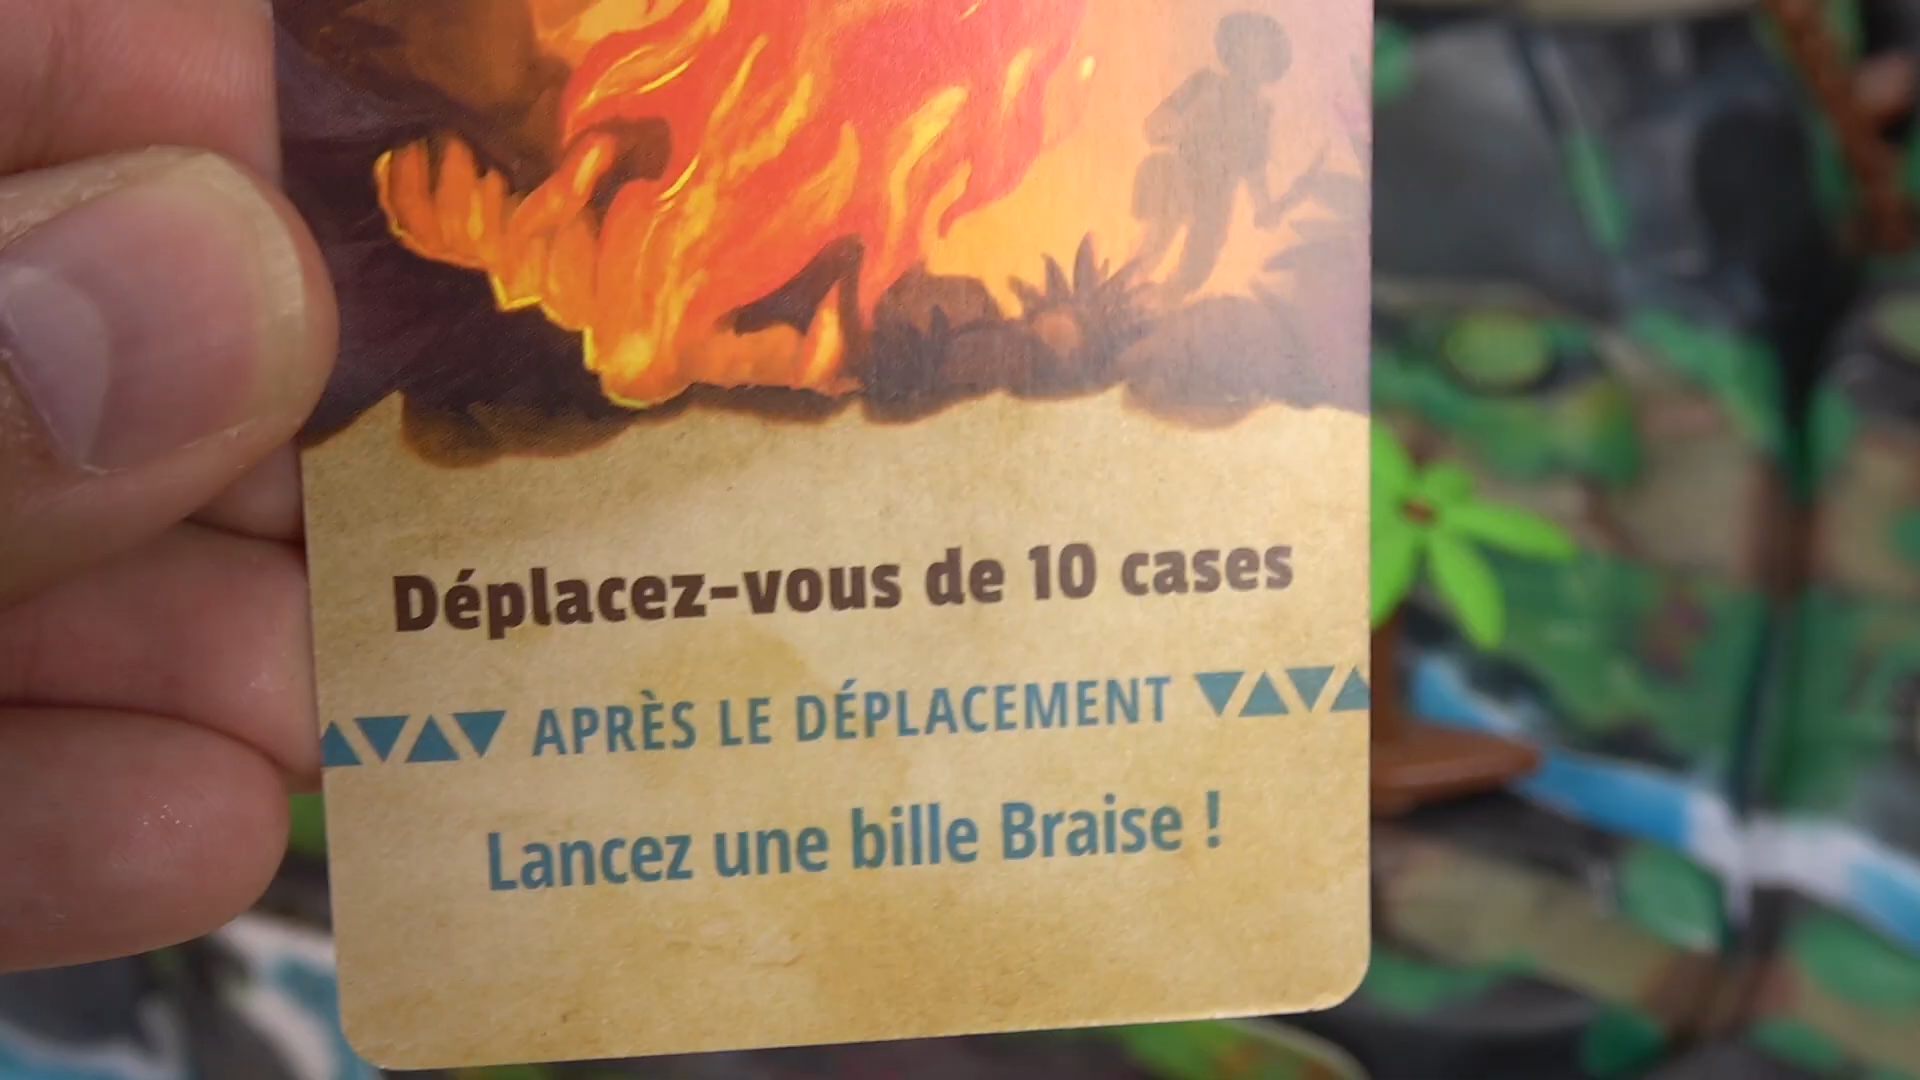 Déplacez-vous de 10 cases
APRÈS LE DÉPLACEMENT
Lancez une bille Braise !